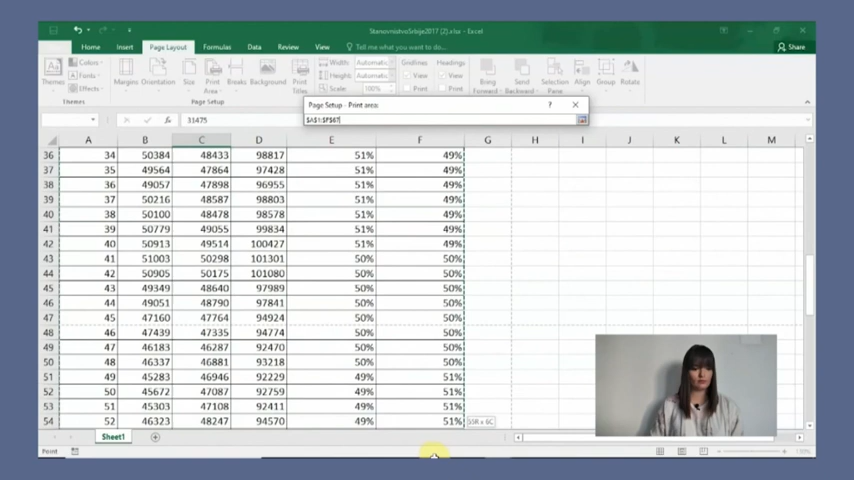 StanovnistvoSrbije2017 (2).xlsx - Excel
Home Insert Page Layout Formulas Data Review View Tell me what you want to do... Share
Themes Colors Fonts Effects Margins Orientation Size Print Area Breaks Background Print Titles Width: Automatic Height: Automatic Scale: 100% Gridlines View Print Headings View Print Bring Forward Send Backward Selection Pane Align Group Rotate
Themes Page Setup
Page Setup - Print area: ?
$A$1:$F$67
31475
A B C D E F G H I J K L M
36 34 50384 48433 98817 51% 49%
37 35 49564 47864 97428 51% 49%
38 36 49057 47898 96955 51% 49%
39 37 50216 48587 98803 51% 49%
40 38 50100 48478 98578 51% 49%
41 39 50779 49055 99834 51% 49%
42 40 50913 49514 100427 51% 49%
43 41 51003 50298 101301 50% 50%
44 42 50905 50175 101080 50% 50%
45 43 49349 48640 97989 50% 50%
46 44 49051 48790 97841 50% 50%
47 45 47160 47764 94924 50% 50%
48 46 47439 47335 94774 50% 50%
49 47 46183 46287 92470 50% 50%
50 48 46337 46881 93218 50% 50%
51 49 45283 46946 92229 49% 51%
52 50 45672 47087 92759 49% 51%
53 51 45303 47108 92411 49% 51%
54 52 46323 48247 94570 49% 51%
Sheet1
Point